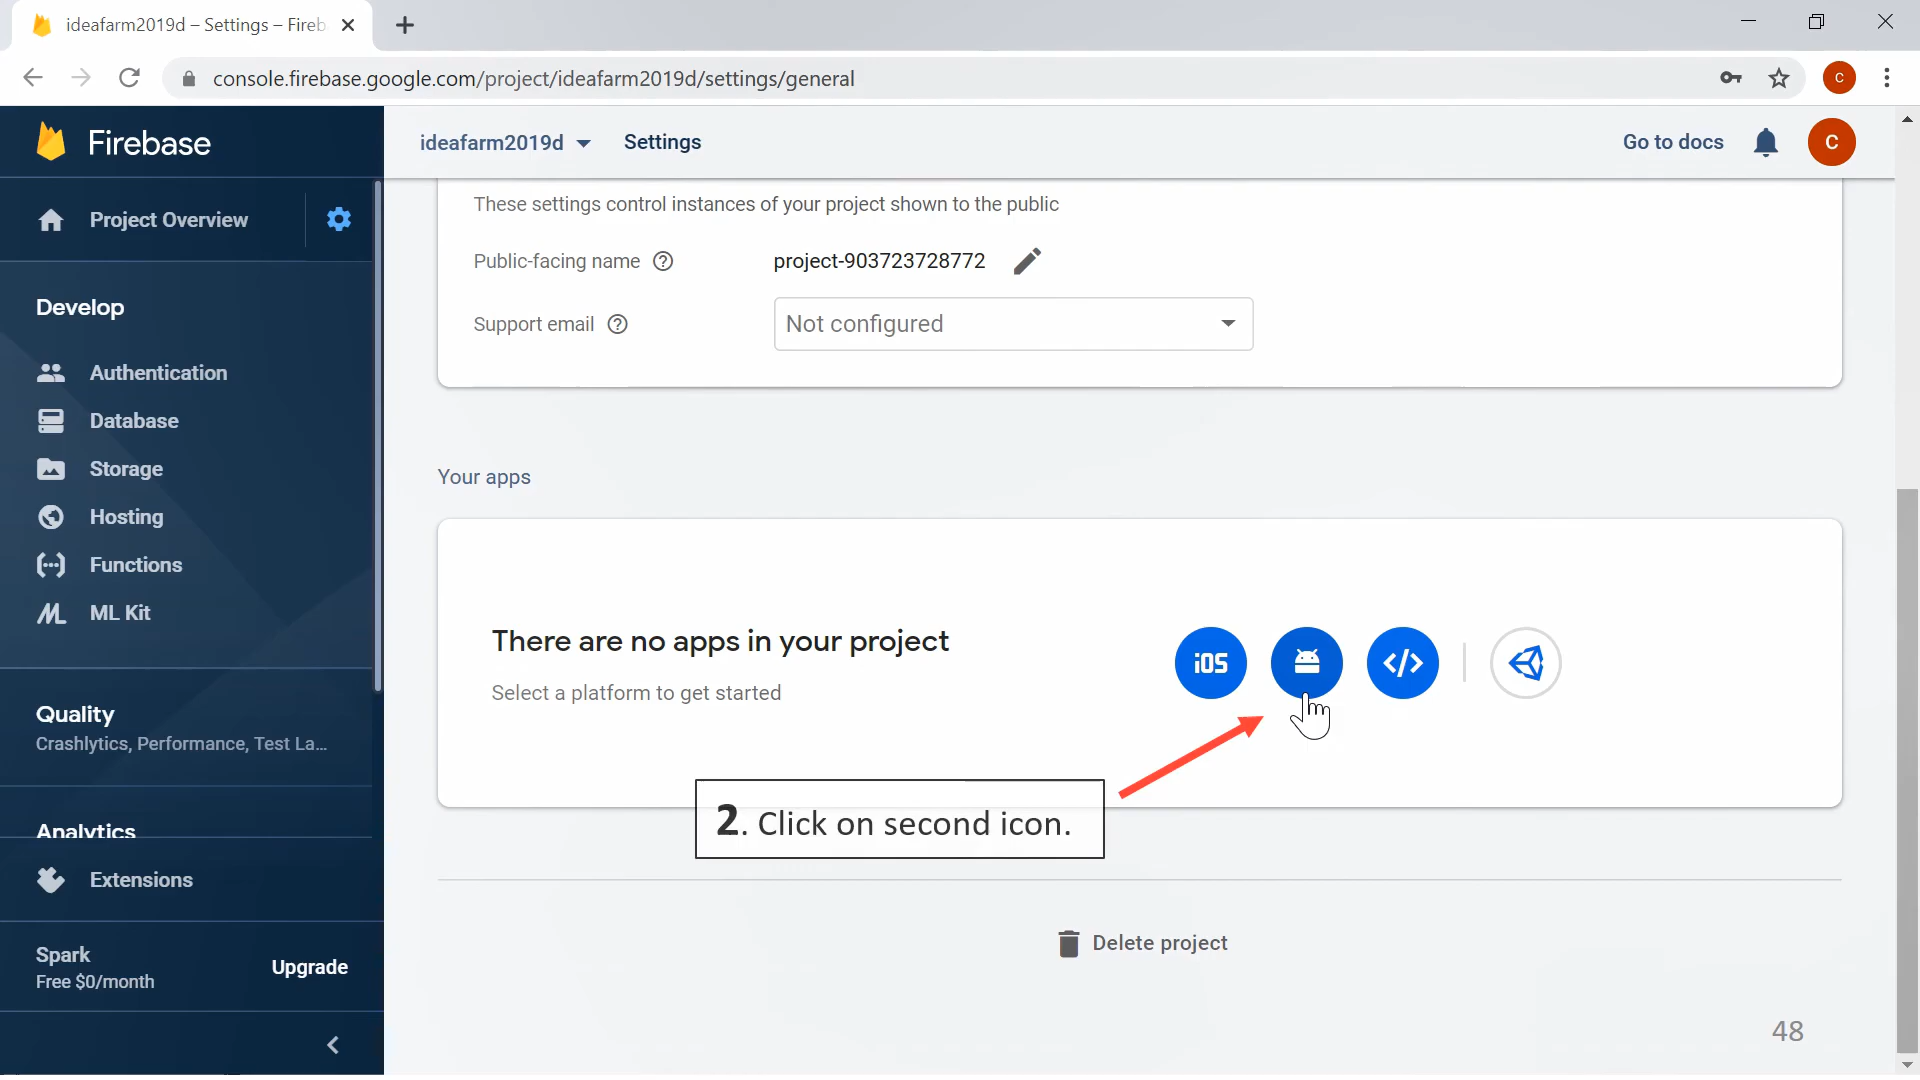 ideafarm2019d – Settings – Fireb
console.firebase.google.com/project/ideafarm2019d/settings/general
C
Firebase
ideafarm2019d
Settings
Go to docs
C
Project Overview
Develop
Authentication
Database
Storage
Hosting
Functions
ML Kit
Quality
Crashlytics, Performance, Test La...
Analytics
Extensions
Spark
Free $0/month
Upgrade
These settings control instances of your project shown to the public
Public-facing name
project-903723728772
Support email
Not configured
Your apps
There are no apps in your project
Select a platform to get started
iOS
2. Click on second icon.
Delete project
48